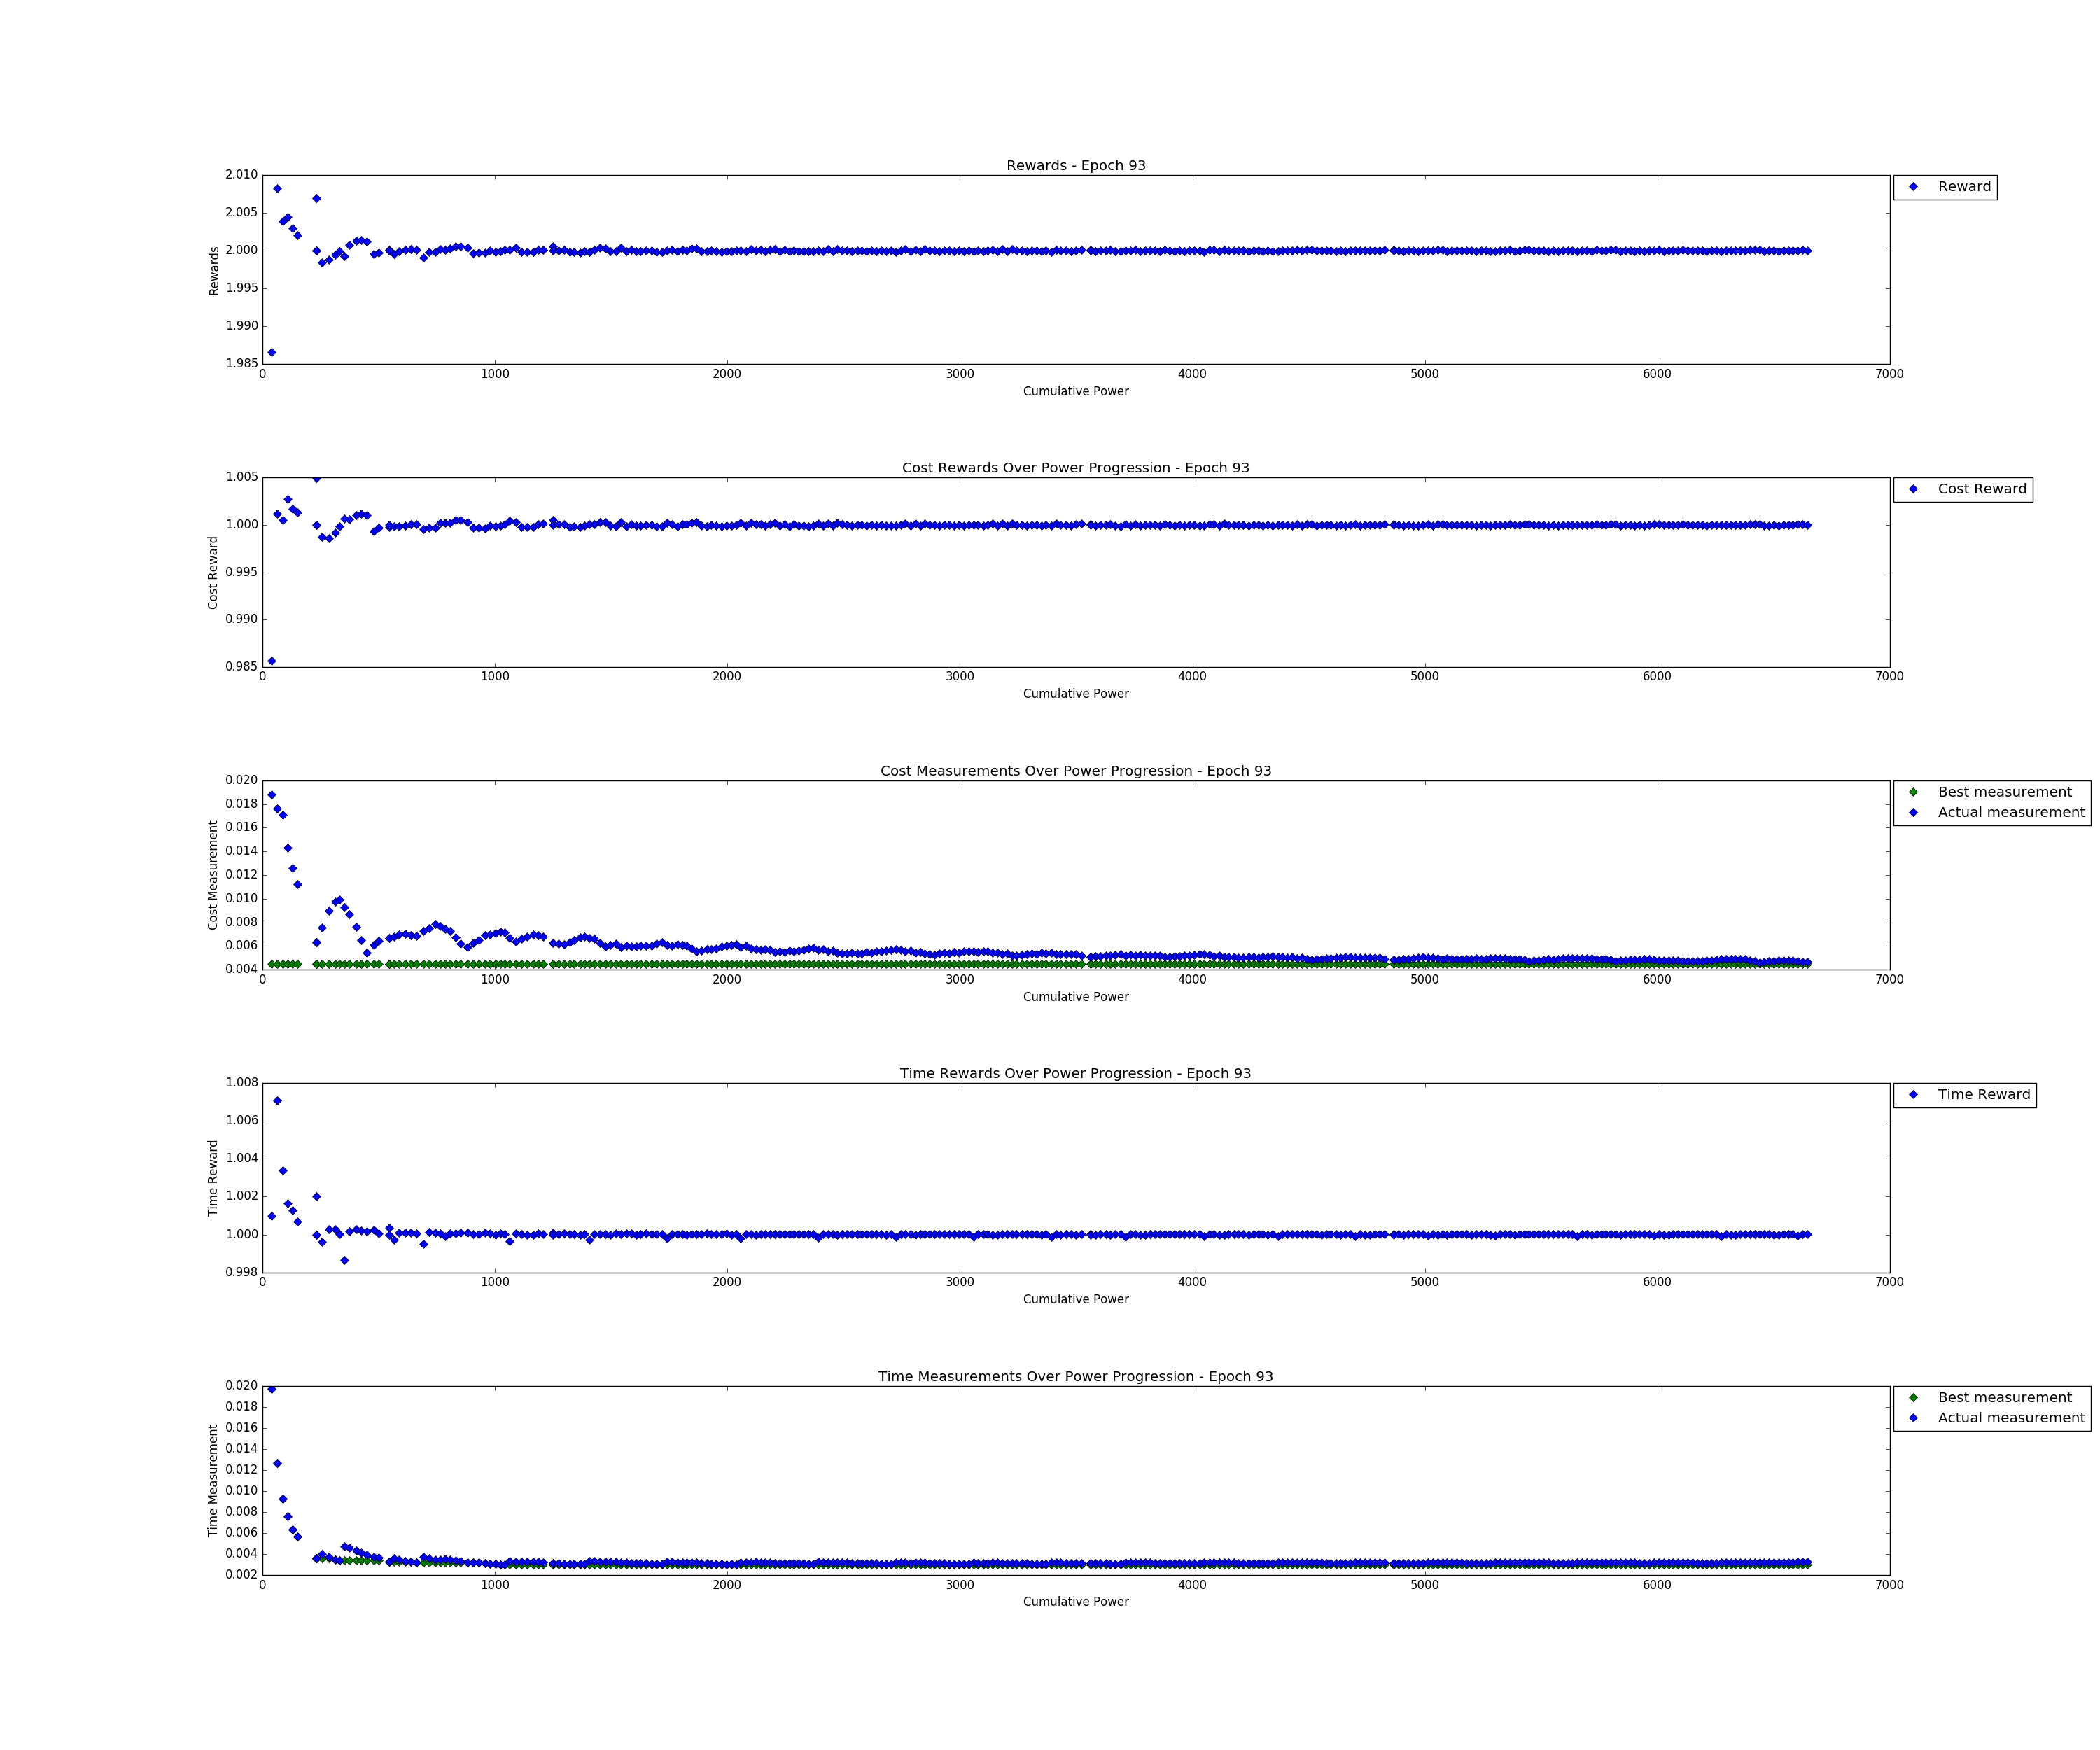 Rewards - Epoch 93
2.010
2.005
2.000
1.995
1.990
1.985
Rewards
0 1000 2000 3000 4000 5000 6000 7000
Cumulative Power
Reward
Cost Rewards Over Power Progression - Epoch 93
1.005
1.000
0.995
0.990
0.985
Cost Reward
0 1000 2000 3000 4000 5000 6000 7000
Cumulative Power
Cost Reward
Cost Measurements Over Power Progression - Epoch 93
0.020
0.018
0.016
0.014
0.012
0.010
0.008
0.006
0.004
Cost Measurement
0 1000 2000 3000 4000 5000 6000 7000
Cumulative Power
Best measurement
Actual measurement
Time Rewards Over Power Progression - Epoch 93
1.008
1.006
1.004
1.002
1.000
0.998
Time Reward
0 1000 2000 3000 4000 5000 6000 7000
Cumulative Power
Time Reward
Time Measurements Over Power Progression - Epoch 93
0.020
0.018
0.016
0.014
0.012
0.010
0.008
0.006
0.004
0.002
Time Measurement
0 1000 2000 3000 4000 5000 6000 7000
Cumulative Power
Best measurement
Actual measurement